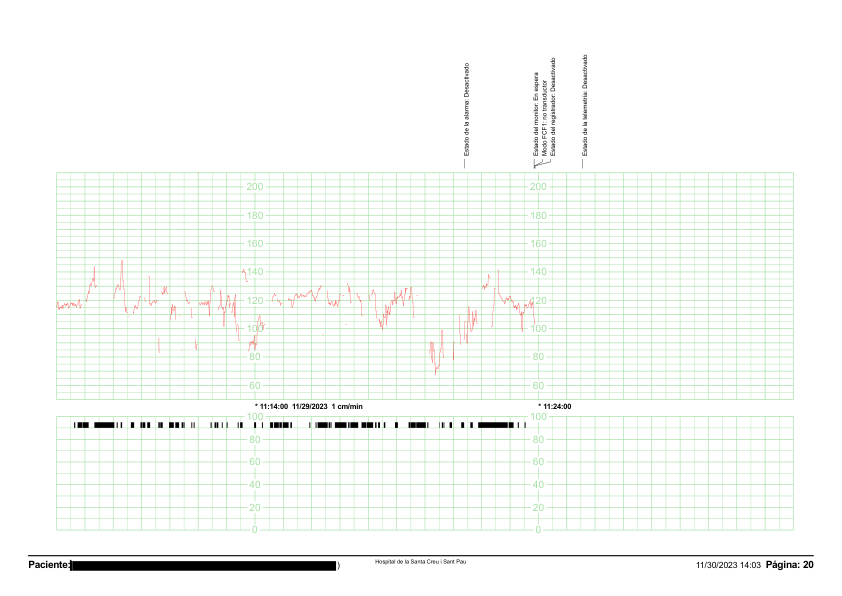 Estado de la alarma: Desactivado
Estado del monitor: En espera
Modo FCF1: no transductor
Estado del registrador: Desactivado
Estado de la telemetría: Desactivado
200 200
180 180
160 160
140 140
120 120
100 100
80 80
60 60
* 11:14:00 11/29/2023 1 cm/min * 11:24:00
100 100
80 80
60 60
40 40
20 20
0 0
Paciente: ) Hospital de la Santa Creu i Sant Pau 11/30/2023 14:03 Página: 20